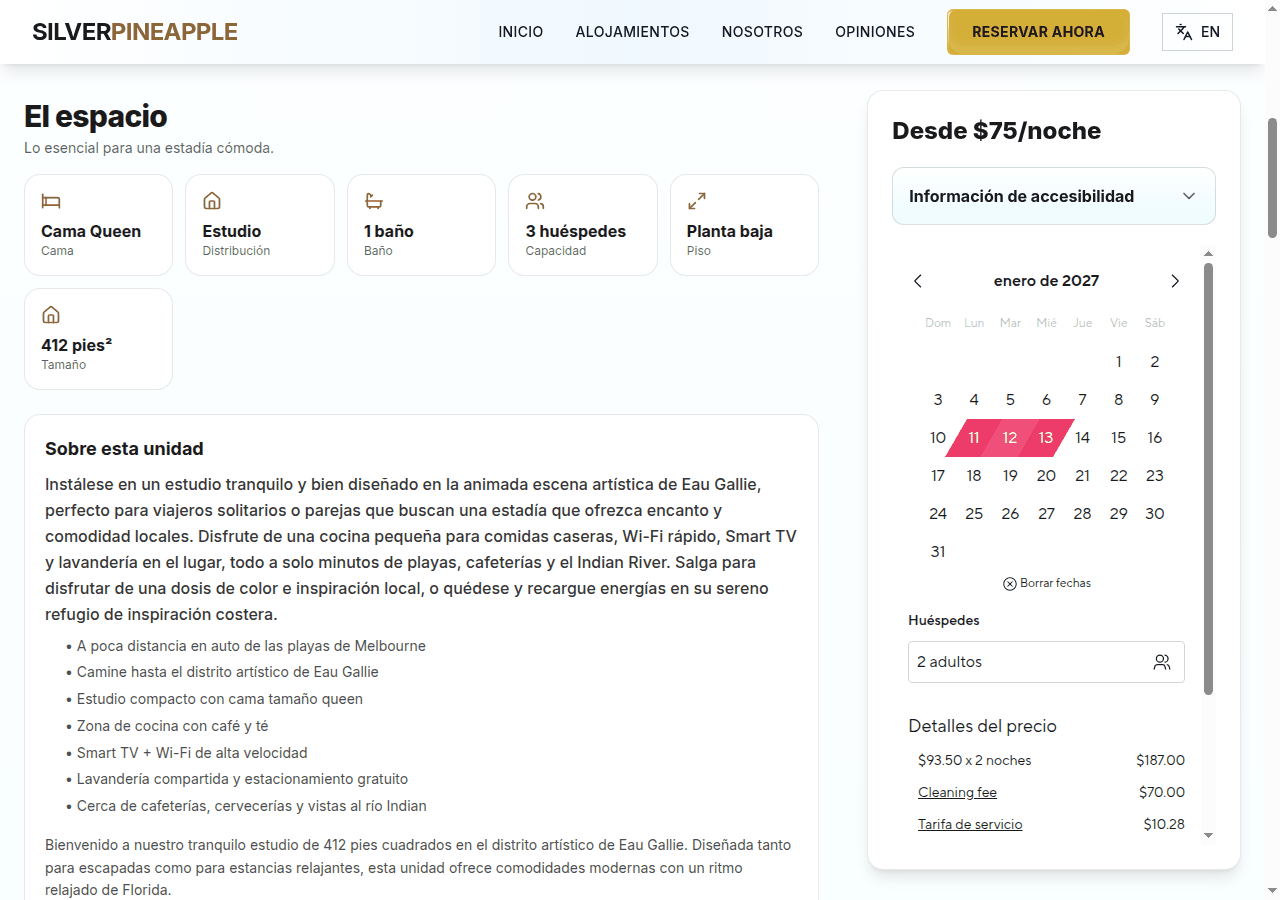 SILVERPINEAPPLE
INICIO
ALOJAMIENTOS
NOSOTROS
OPINIONES
RESERVAR AHORA
EN
El espacio
Lo esencial para una estadía cómoda.
Cama Queen
Cama
Estudio
Distribución
1 baño
Baño
3 huéspedes
Capacidad
Planta baja
Piso
412 pies²
Tamaño
Sobre esta unidad
Instálese en un estudio tranquilo y bien diseñado en la animada escena artística de Eau Gallie,
perfecto para viajeros solitarios o parejas que buscan una estadía que ofrezca encanto y
comodidad locales. Disfrute de una cocina pequeña para comidas caseras, Wi-Fi rápido, Smart TV
y lavandería en el lugar, todo a solo minutos de playas, cafeterías y el Indian River. Salga para
disfrutar de una dosis de color e inspiración local, o quédese y recargue energías en su sereno
refugio de inspiración costera.
• A poca distancia en auto de las playas de Melbourne
• Camine hasta el distrito artístico de Eau Gallie
• Estudio compacto con cama tamaño queen
• Zona de cocina con café y té
• Smart TV + Wi-Fi de alta velocidad
• Lavandería compartida y estacionamiento gratuito
• Cerca de cafeterías, cervecerías y vistas al río Indian
Bienvenido a nuestro tranquilo estudio de 412 pies cuadrados en el distrito artístico de Eau Gallie. Diseñada tanto
para escapadas como para estancias relajantes, esta unidad ofrece comodidades modernas con un ritmo
relajado de Florida.
Desde $75/noche
Información de accesibilidad
enero de 2027
Dom Lun Mar Mié Jue Vie Sáb
1 2
3 4 5 6 7 8 9
10 11 12 13 14 15 16
17 18 19 20 21 22 23
24 25 26 27 28 29 30
31
Borrar fechas
Huéspedes
2 adultos
Detalles del precio
$93.50 x 2 noches $187.00
Cleaning fee $70.00
Tarifa de servicio $10.28